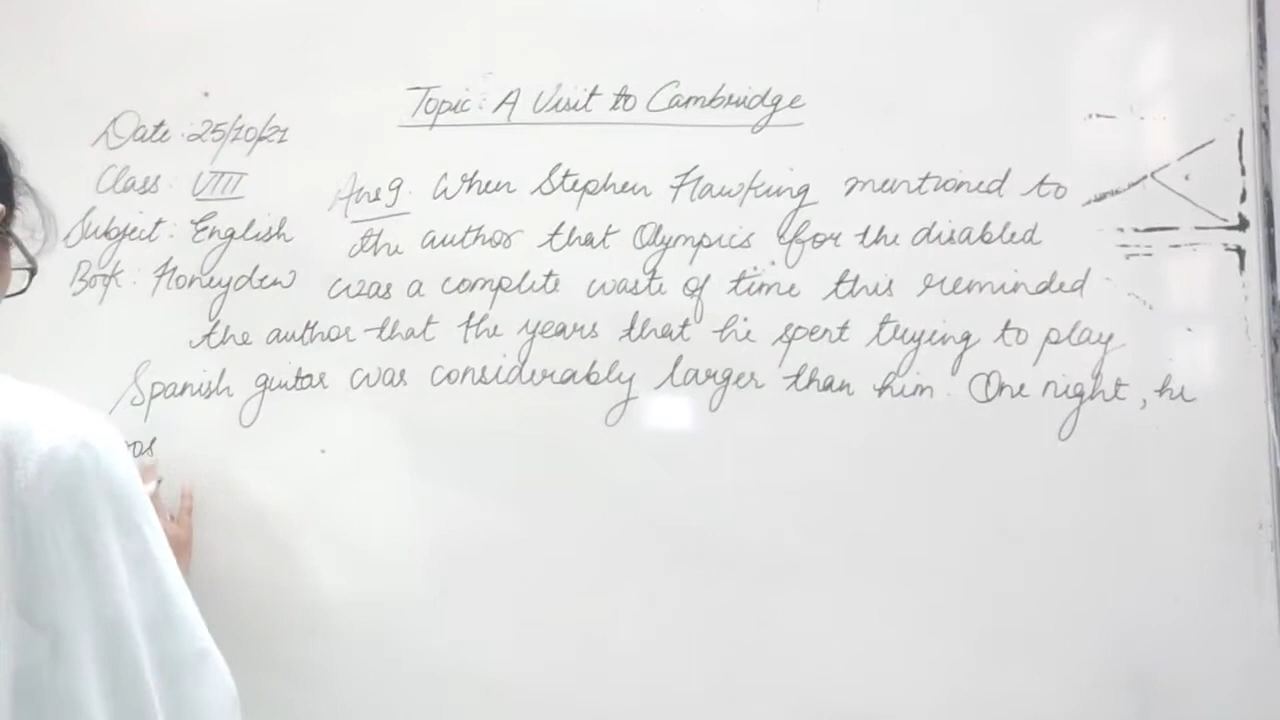 Topic: A Visit to Cambridge
Date: 25/10/21
Class: VIII
Subject: English
Book: Honeydew
Ans 9. When Stephen Hawking mentioned to
the author that Olympics for the disabled
was a complete waste of time this reminded
the author that the years that he spent trying to play
Spanish guitar was considerably larger than him. One night, he